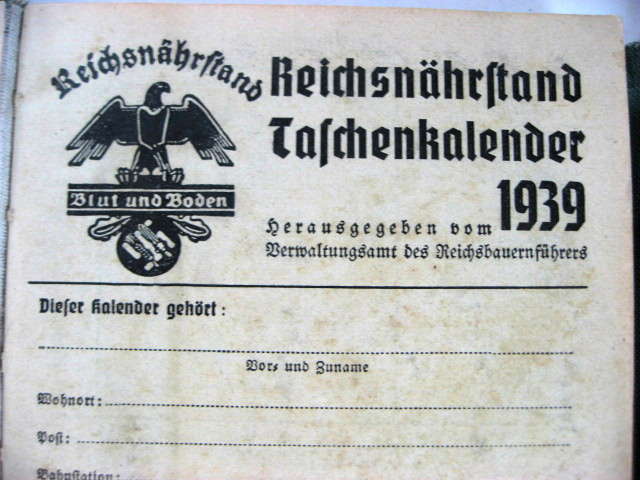 Reichsnährstand
Blut und Boden
Reichsnährstand
Taschenkalender
1939
Herausgegeben vom
Verwaltungsamt des Reichsbauernführers
Dieser Kalender gehört:
Vor- und Zuname
Wohnort:
Post:
Bahnstation: